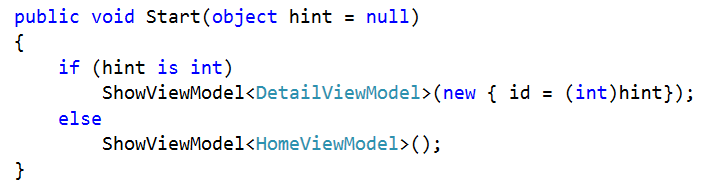 public void Start(object hint = null)
{
    if (hint is int)
        ShowViewModel<DetailViewModel>(new { id = (int)hint});
    else
        ShowViewModel<HomeViewModel>();
}